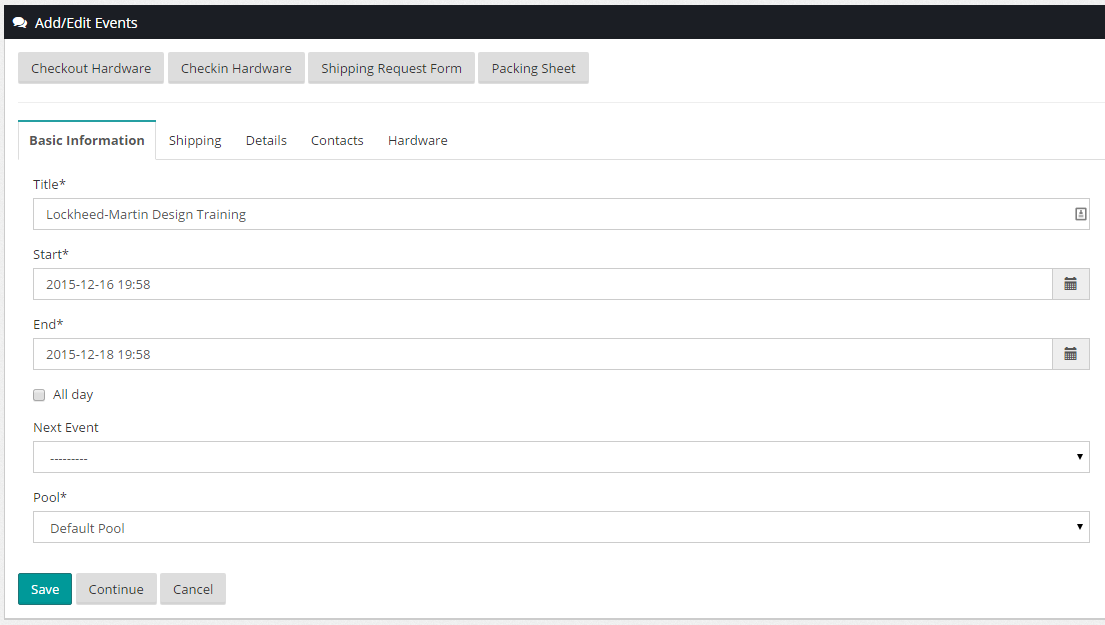 Add/Edit Events
Checkout Hardware Checkin Hardware Shipping Request Form Packing Sheet
Basic Information Shipping Details Contacts Hardware
Title*
Lockheed-Martin Design Training
Start*
2015-12-16 19:58
End*
2015-12-18 19:58
All day
Next Event
---------
Pool*
Default Pool
Save Continue Cancel